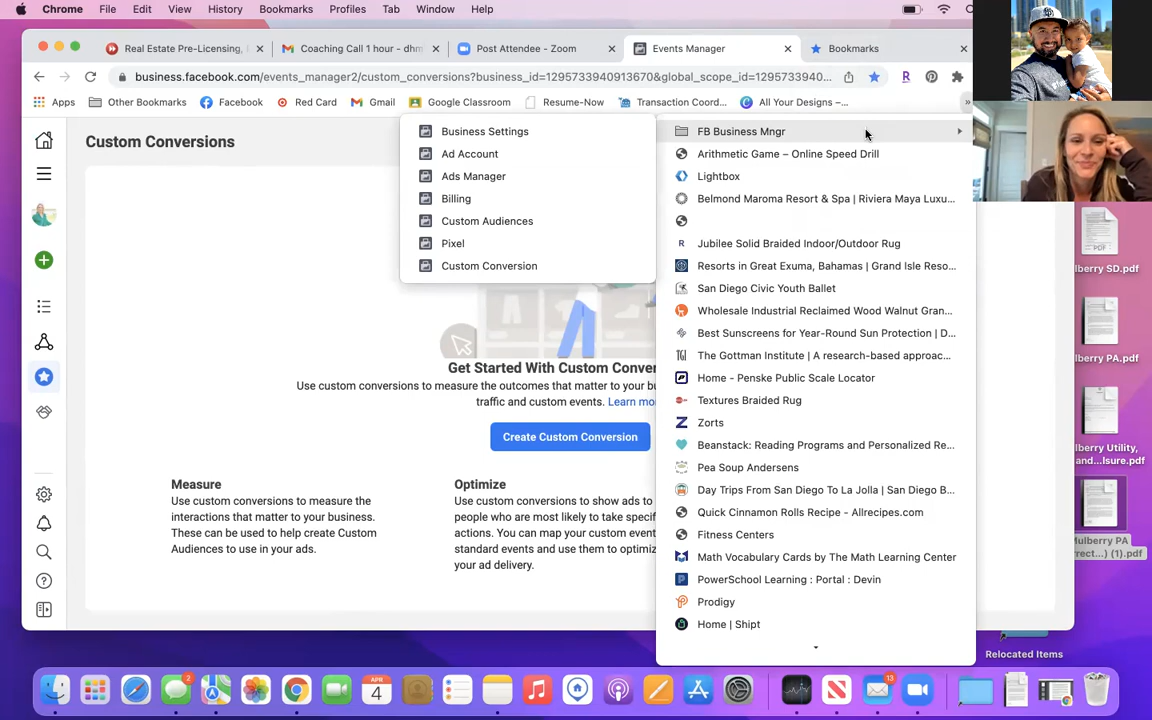 Chrome File Edit View History Bookmarks Profiles Tab Window Help
Real Estate Pre-Licensing,
Coaching Call 1 hour - dhm
Post Attendee - Zoom
Events Manager
Bookmarks
business.facebook.com/events_manager2/custom_conversions?business_id=1295733940913670&global_scope_id=1295733940...
Apps Other Bookmarks Facebook Red Card Gmail Google Classroom Resume-Now Transaction Coord... All Your Designs –... »
Custom Conversions
Business Settings
Ad Account
Ads Manager
Billing
Custom Audiences
Pixel
Custom Conversion
FB Business Mngr
Arithmetic Game – Online Speed Drill
Lightbox
Belmond Maroma Resort & Spa | Riviera Maya Luxu...
Jubilee Solid Braided Indoor/Outdoor Rug
Resorts in Great Exuma, Bahamas | Grand Isle Reso...
San Diego Civic Youth Ballet
Wholesale Industrial Reclaimed Wood Walnut Gran...
Best Sunscreens for Year-Round Sun Protection | D...
The Gottman Institute | A research-based approac...
Home - Penske Public Scale Locator
Textures Braided Rug
Zorts
Beanstack: Reading Programs and Personalized Re...
Pea Soup Andersens
Day Trips From San Diego To La Jolla | San Diego B...
Quick Cinnamon Rolls Recipe - Allrecipes.com
Fitness Centers
Math Vocabulary Cards by The Math Learning Center
PowerSchool Learning : Portal : Devin
Prodigy
Home | Shipt
Get Started With Custom Conver
Use custom conversions to measure the outcomes that matter to your bu
traffic and custom events. Learn mo
Create Custom Conversion
Measure
Use custom conversions to measure the
interactions that matter to your business.
These can be used to help create Custom
Audiences to use in your ads.
Optimize
Use custom conversions to show ads to
people who are most likely to take specif
actions. You can map your custom event
standard events and use them to optimiz
your ad delivery.
PDF
lberry SD.pdf
lberry PA.pdf
lberry Utility,
and...lsure.pdf
Mulberry PA
rrect...) (1).pdf
Relocated Items
2
APR
4
13